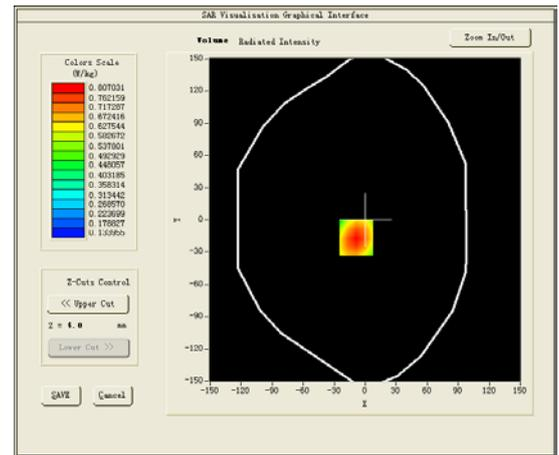 SAR Visualisation Graphical Interface
Volume Radiated Intensity
Zoom In/Out
Colors Scale
(W/kg)
0.807031
0.762159
0.717287
0.672416
0.627544
0.582672
0.537801
0.492929
0.448057
0.403185
0.358314
0.313442
0.268570
0.223699
0.178827
0.133955
150
120
90
60
30
0
-30
-60
-90
-120
-150
Y
-150 -120 -90 -60 -30 0 30 60 90 120 150
X
Z-Cuts Control
<< Upper Cut
Z = 4.0 mm
Lower Cut >>
SAVE Cancel